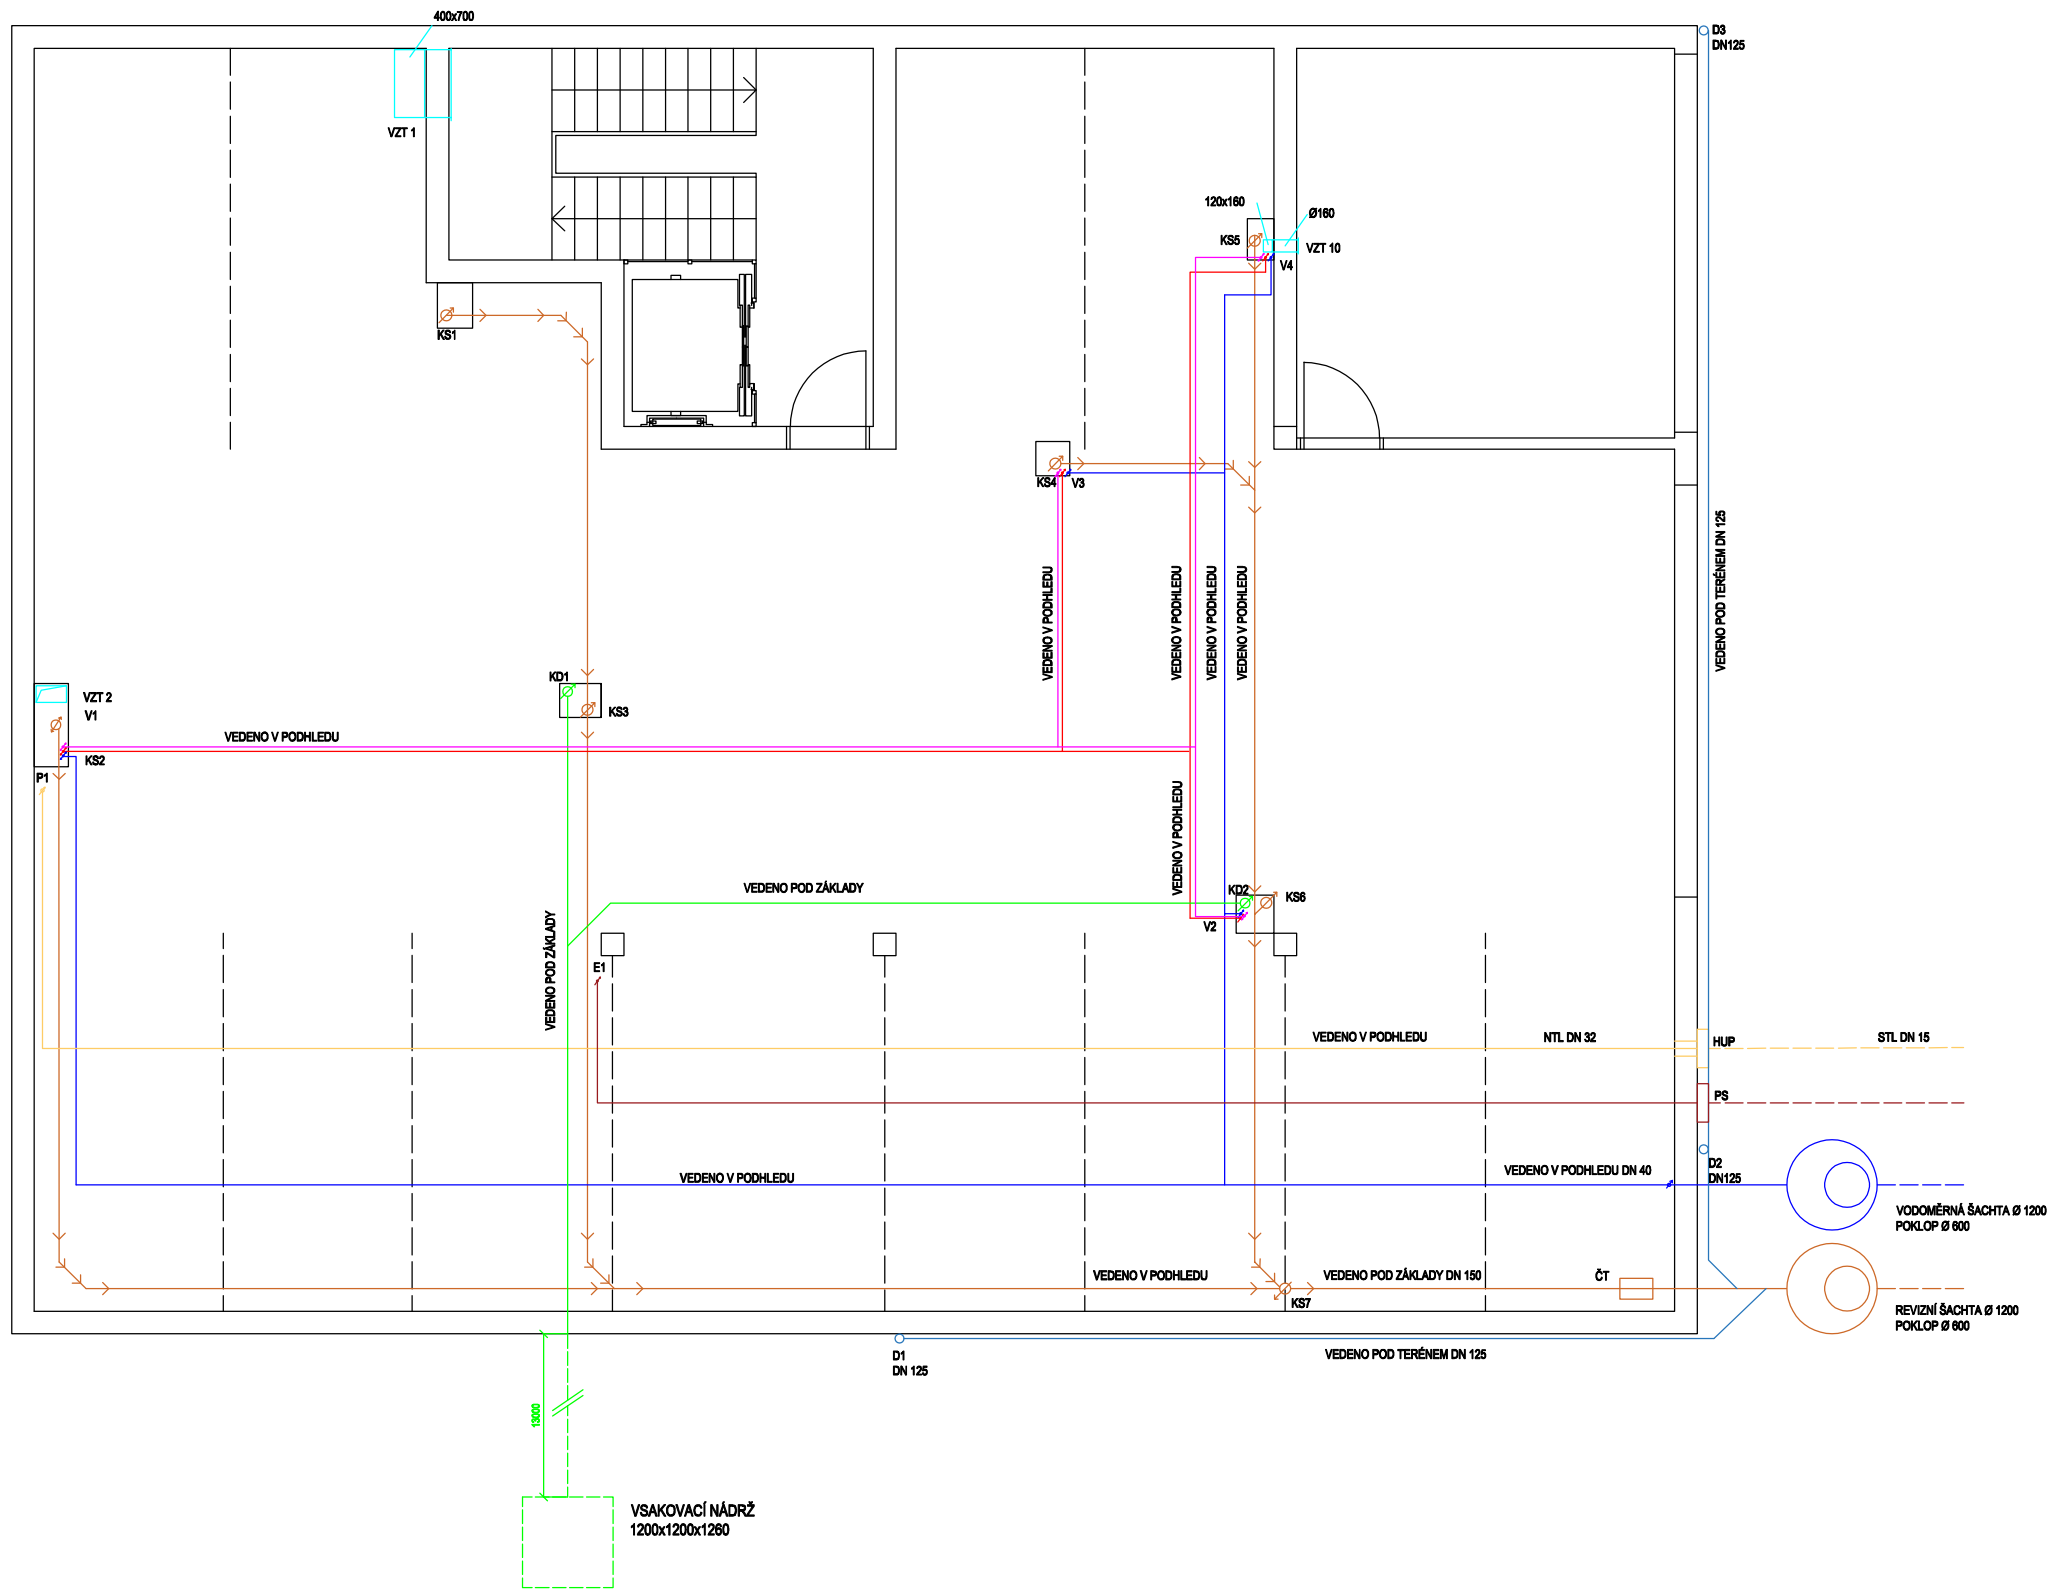 400x700
D3
DN125
VZT 1
120x160
Ø160
KS5
VZT 10
V4
KS1
KS4
V3
VEDENO POD TERÉNEM DN 125
VEDENO V PODHLEDU
VEDENO V PODHLEDU
VEDENO V PODHLEDU
VEDENO V PODHLEDU
KD1
VZT 2
V1
KS3
VEDENO V PODHLEDU
KS2
P1
VEDENO V PODHLEDU
VEDENO POD ZÁKLADY
KD2
KS6
V2
VEDENO POD ZÁKLADY
E1
VEDENO V PODHLEDU
NTL DN 32
HUP
STL DN 15
PS
D2
DN125
VEDENO V PODHLEDU
VEDENO V PODHLEDU DN 40
VODOMĚRNÁ ŠACHTA Ø 1200
POKLOP Ø 600
VEDENO V PODHLEDU
VEDENO POD ZÁKLADY DN 150
ČT
KS7
REVIZNÍ ŠACHTA Ø 1200
POKLOP Ø 600
D1
DN 125
VEDENO POD TERÉNEM DN 125
13000
VSAKOVACÍ NÁDRŽ
1200x1200x1260